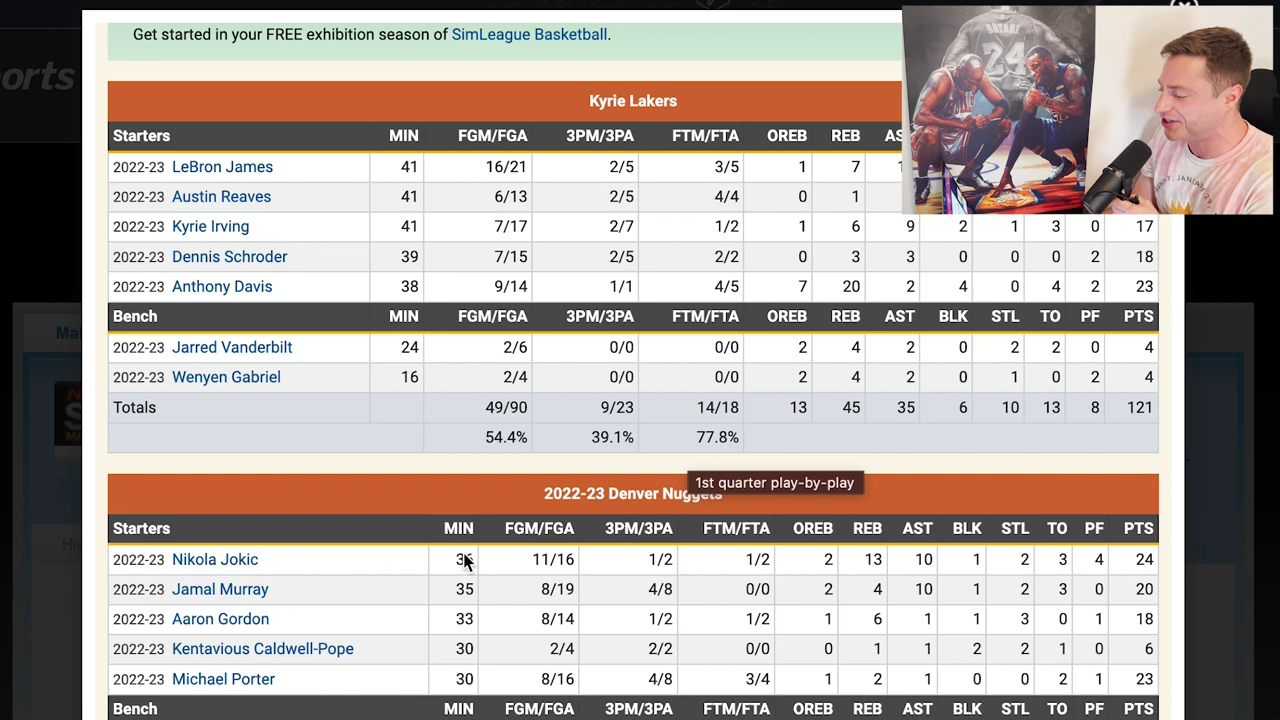 orts
Get started in your FREE exhibition season of SimLeague Basketball.
BRYANT
24
Kyrie Lakers
Starters MIN FGM/FGA 3PM/3PA FTM/FTA OREB REB AS
2022-23 LeBron James 41 16/21 2/5 3/5 1 7 1
2022-23 Austin Reaves 41 6/13 2/5 4/4 0 1
2022-23 Kyrie Irving 41 7/17 2/7 1/2 1 6 9 2 1 3 0 17
2022-23 Dennis Schroder 39 7/15 2/5 2/2 0 3 3 0 0 0 2 18
2022-23 Anthony Davis 38 9/14 1/1 4/5 7 20 2 4 0 4 2 23
Bench MIN FGM/FGA 3PM/3PA FTM/FTA OREB REB AST BLK STL TO PF PTS
2022-23 Jarred Vanderbilt 24 2/6 0/0 0/0 2 4 2 0 2 2 0 4
2022-23 Wenyen Gabriel 16 2/4 0/0 0/0 2 4 2 0 1 0 2 4
Totals 49/90 9/23 14/18 13 45 35 6 10 13 8 121
54.4% 39.1% 77.8%
1st quarter play-by-play
2022-23 Denver Nuggets
Starters MIN FGM/FGA 3PM/3PA FTM/FTA OREB REB AST BLK STL TO PF PTS
2022-23 Nikola Jokic 11/16 1/2 1/2 2 13 10 1 2 3 4 24
2022-23 Jamal Murray 35 8/19 4/8 0/0 2 4 10 1 2 3 0 20
2022-23 Aaron Gordon 33 8/14 1/2 1/2 1 6 1 1 3 0 1 18
2022-23 Kentavious Caldwell-Pope 30 2/4 2/2 0/0 0 1 1 2 2 1 0 6
2022-23 Michael Porter 30 8/16 4/8 3/4 1 2 1 0 0 2 1 23
Bench MIN FGM/FGA 3PM/3PA FTM/FTA OREB REB AST BLK STL TO PF PTS